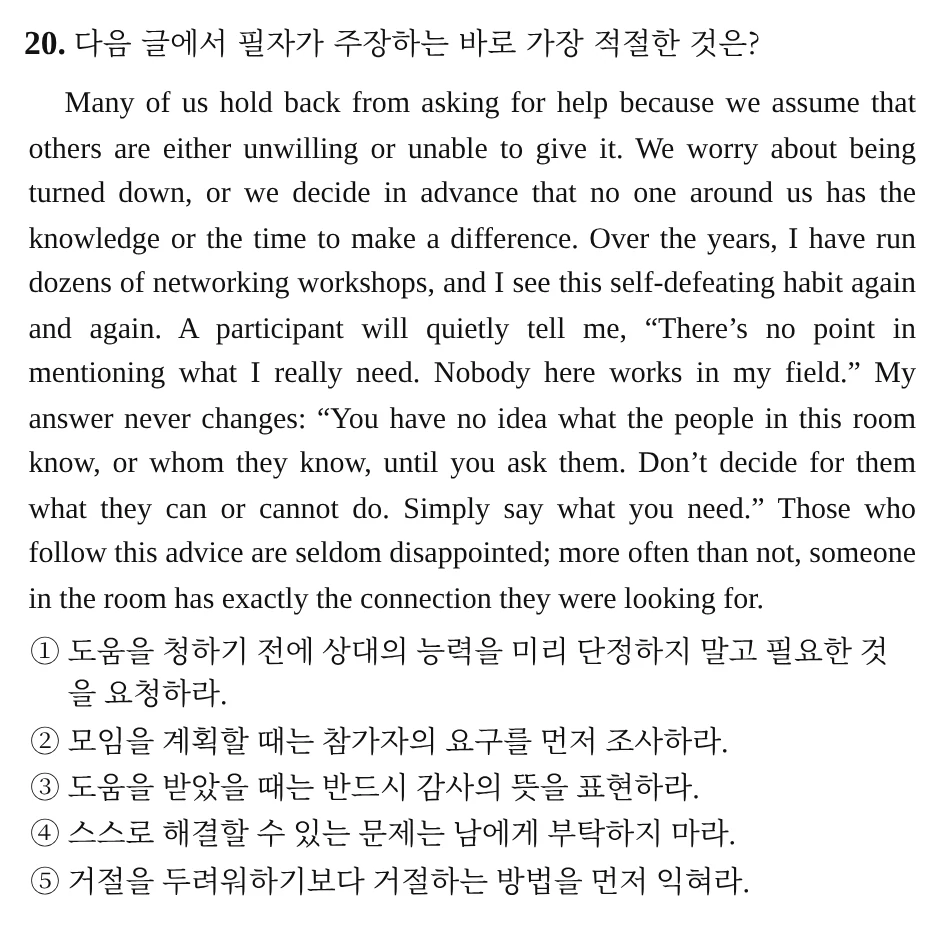 20. 다음 글에서 필자가 주장하는 바로 가장 적절한 것은?
Many of us hold back from asking for help because we assume that
others are either unwilling or unable to give it. We worry about being
turned down, or we decide in advance that no one around us has the
knowledge or the time to make a difference. Over the years, I have run
dozens of networking workshops, and I see this self-defeating habit again
and again. A participant will quietly tell me, “There’s no point in
mentioning what I really need. Nobody here works in my field.” My
answer never changes: “You have no idea what the people in this room
know, or whom they know, until you ask them. Don’t decide for them
what they can or cannot do. Simply say what you need.” Those who
follow this advice are seldom disappointed; more often than not, someone
in the room has exactly the connection they were looking for.
① 도움을 청하기 전에 상대의 능력을 미리 단정하지 말고 필요한 것
을 요청하라.
② 모임을 계획할 때는 참가자의 요구를 먼저 조사하라.
③ 도움을 받았을 때는 반드시 감사의 뜻을 표현하라.
④ 스스로 해결할 수 있는 문제는 남에게 부탁하지 마라.
⑤ 거절을 두려워하기보다 거절하는 방법을 먼저 익혀라.